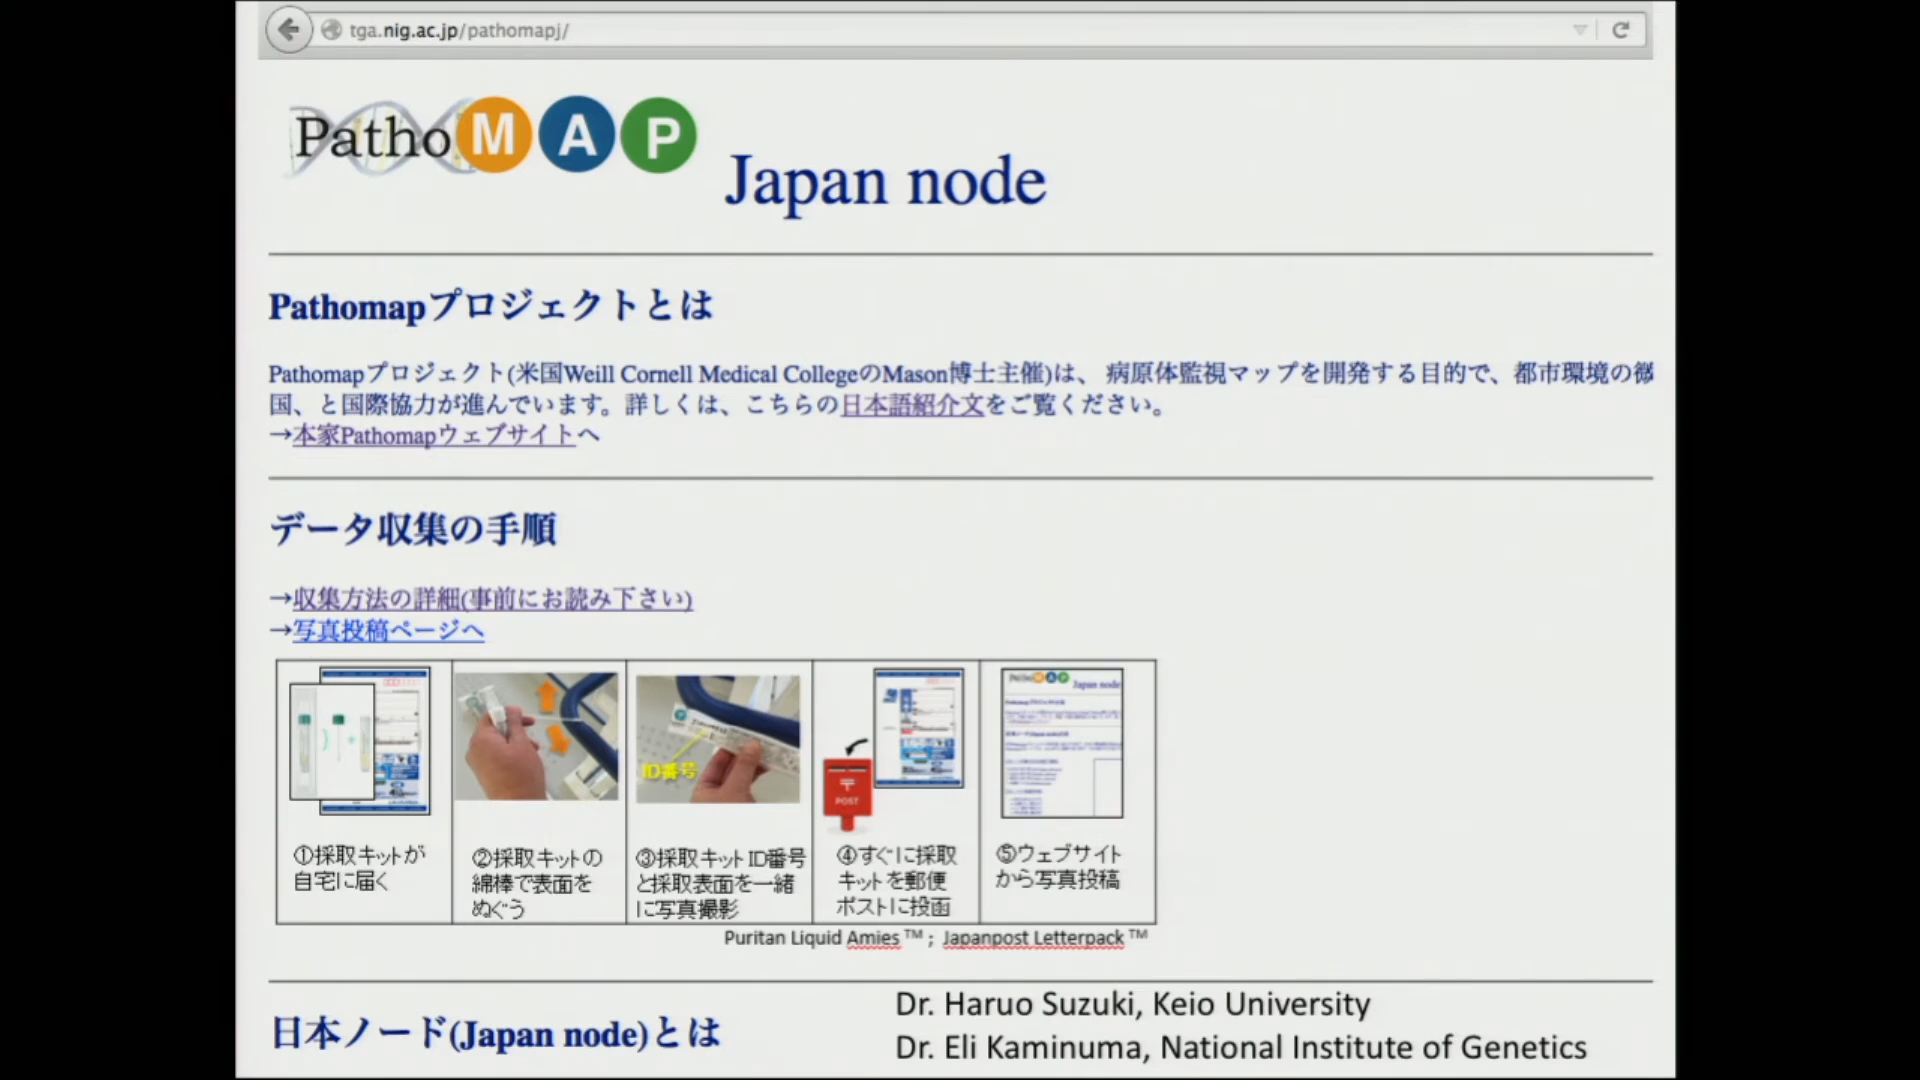 tga.nig.ac.jp/pathomapj/
PathoMAP
Japan node
Pathomapプロジェクトとは
Pathomapプロジェクト(米国Weill Cornell Medical CollegeのMason博士主催)は、 病原体監視マップを開発する目的で、都市環境の微
国、と国際協力が進んでいます。詳しくは、こちらの日本語紹介文をご覧ください。
→本家Pathomapウェブサイトへ
データ収集の手順
→収集方法の詳細(事前にお読み下さい)
→写真投稿ページへ
ID番号
POST
PathoMAP Japan node
①採取キットが
自宅に届く
②採取キットの
綿棒で表面を
ぬぐう
③採取キットID番号
と採取表面を一緒
に写真撮影
④すぐに採取
キットを郵便
ポストに投函
⑤ウェブサイト
から写真投稿
Puritan Liquid Amies™ ; Japanpost Letterpack™
日本ノード(Japan node)とは
Dr. Haruo Suzuki, Keio University
Dr. Eli Kaminuma, National Institute of Genetics